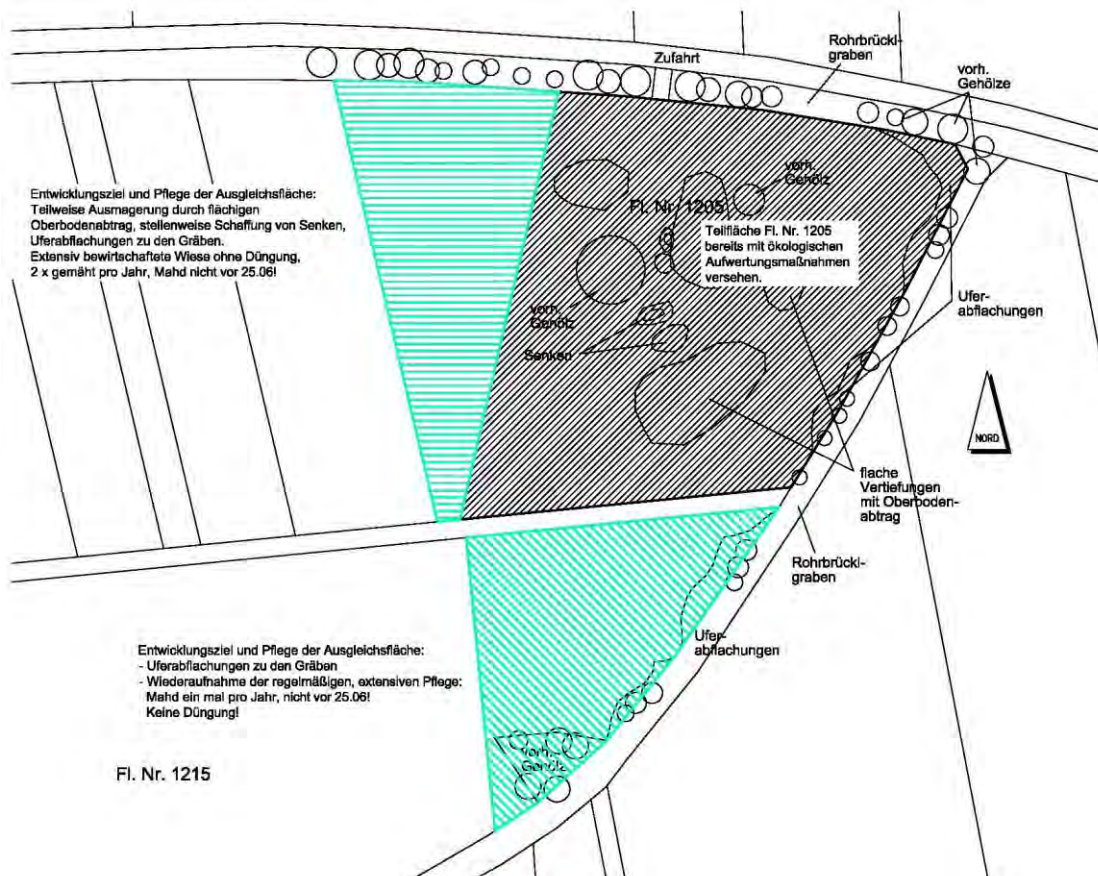 Rohrbrückl-
graben
Zufahrt
vorh.
Gehölze
Entwicklungsziel und Pflege der Ausgleichsfläche:
Teilweise Ausmagerung durch flächigen
Oberbodenabtrag, stellenweise Schaffung von Senken,
Uferabflachungen zu den Gräben.
Extensiv bewirtschaftete Wiese ohne Düngung,
2 x gemäht pro Jahr, Mahd nicht vor 25.06!
vorh.
Gehölz
Fl. Nr. 1205
Teilfläche Fl. Nr. 1205
bereits mit ökologischen
Aufwertungsmaßnahmen
versehen.
Ufer-
abflachungen
vorh.
Gehölz
Senken
NORD
flache
Vertiefungen
mit Oberboden-
abtrag
Rohrbrückl-
graben
Ufer-
abflachungen
Entwicklungsziel und Pflege der Ausgleichsfläche:
- Uferabflachungen zu den Gräben
- Wiederaufnahme der regelmäßigen, extensiven Pflege:
Mahd ein mal pro Jahr, nicht vor 25.06!
Keine Düngung!
vorh.
Gehölz
Fl. Nr. 1215